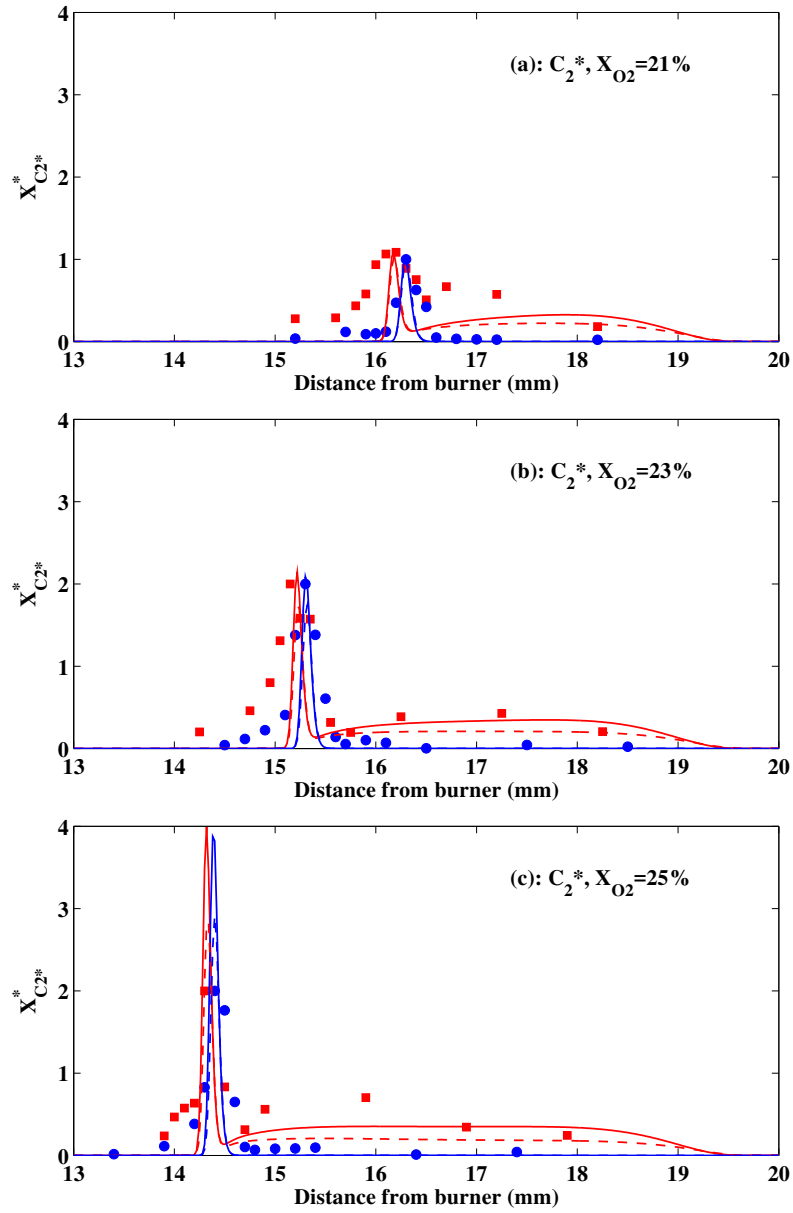 4
3
2
1
0
X*C2*
(a): C2*, XO2=21%
13 14 15 16 17 18 19 20
Distance from burner (mm)
4
3
2
1
0
X*C2*
(b): C2*, XO2=23%
13 14 15 16 17 18 19 20
Distance from burner (mm)
4
3
2
1
0
X*C2*
(c): C2*, XO2=25%
13 14 15 16 17 18 19 20
Distance from burner (mm)